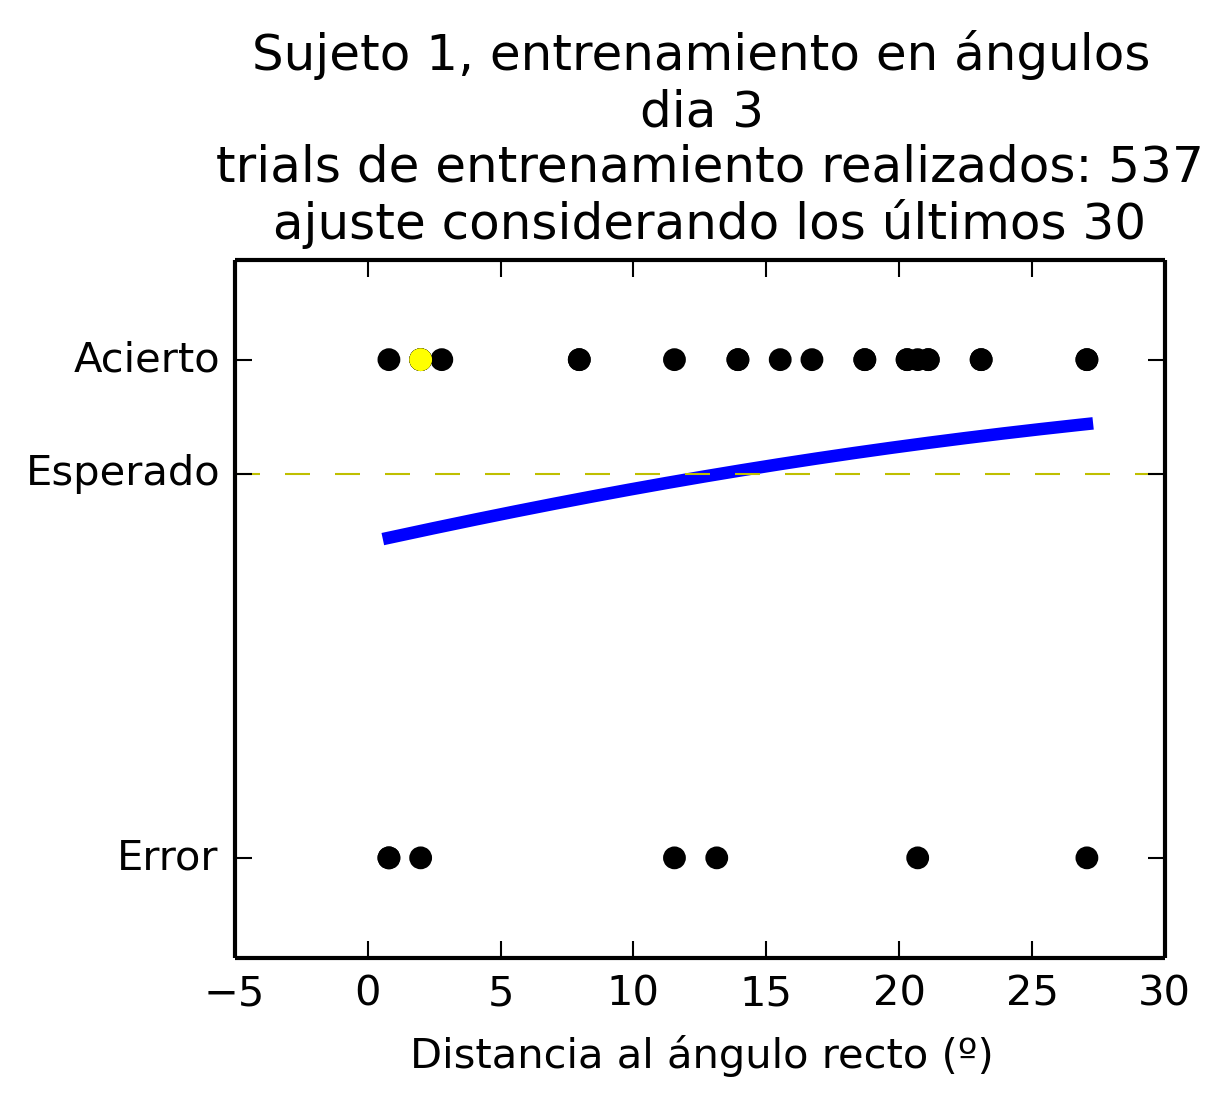 Sujeto 1, entrenamiento en ángulos
dia 3
trials de entrenamiento realizados: 537
ajuste considerando los últimos 30
Acierto
Esperado
Error
−5 0 5 10 15 20 25 30
Distancia al ángulo recto (º)